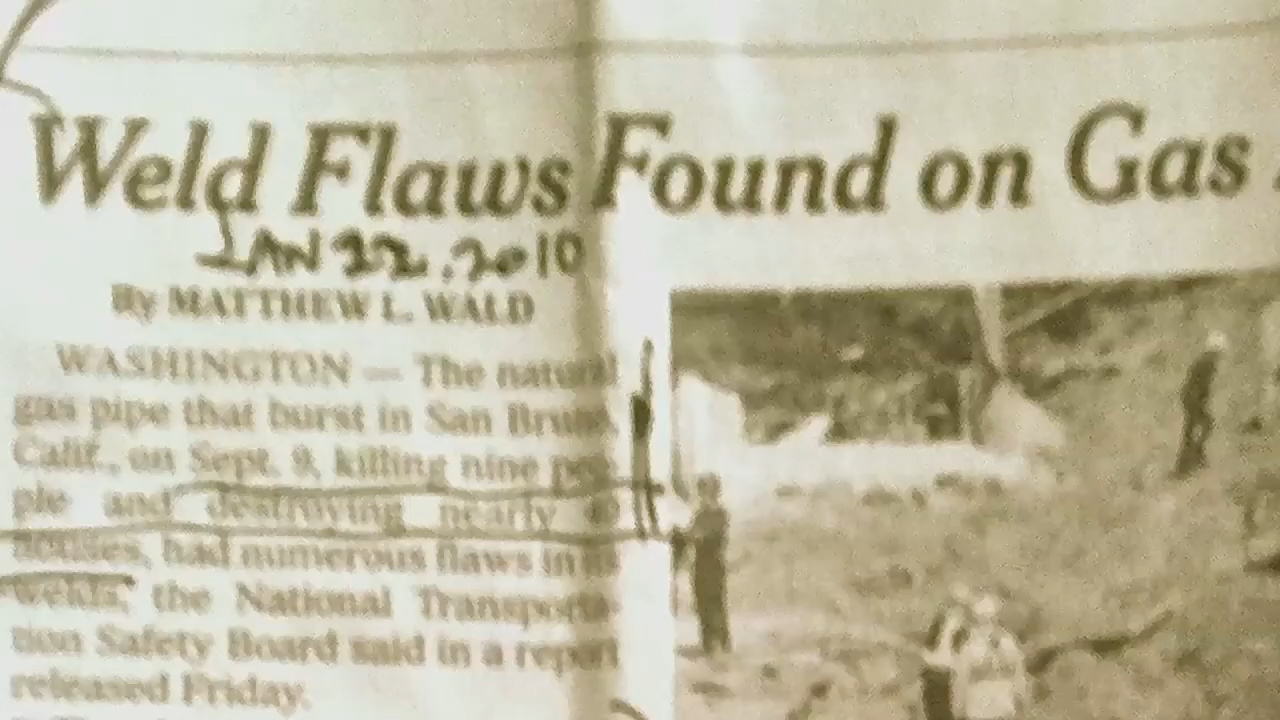 Weld Flaws Found on Gas
JAN 22. 2010
By MATTHEW L. WALD
WASHINGTON — The natural
gas pipe that burst in San Bruno,
Calif., on Sept. 9, killing nine peo-
ple and destroying nearly
houses, had numerous flaws in its
welds, the National Transporta-
tion Safety Board said in a report
released Friday.